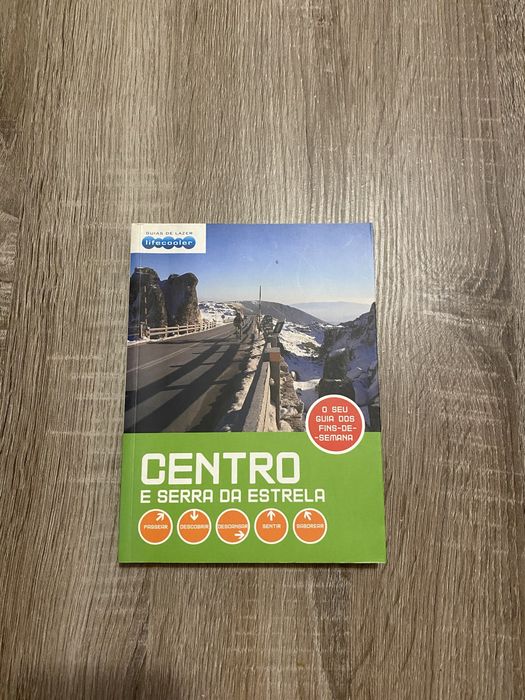 GUIAS DE LAZER
lifecooler
O SEU
GUIA DOS
FINS-DE-
-SEMANA
CENTRO
E SERRA DA ESTRELA
PASSEAR DESCOBRIR DESCANSAR SENTIR SABOREAR